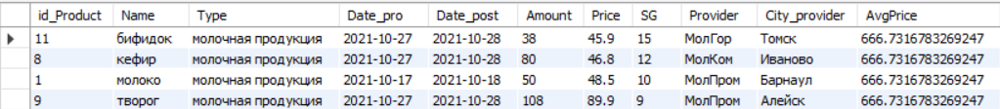 id_Product Name Type Date_pro Date_post Amount Price SG Provider City_provider AvgPrice
11 бифидок молочная продукция 2021-10-27 2021-10-28 38 45.9 15 МолГор Томск 666.7316783269247
8 кефир молочная продукция 2021-10-27 2021-10-28 80 46.8 12 МолКом Иваново 666.7316783269247
1 молоко молочная продукция 2021-10-17 2021-10-18 50 48.5 10 МолПром Барнаул 666.7316783269247
9 творог молочная продукция 2021-10-27 2021-10-28 108 89.9 9 МолПром Алейск 666.7316783269247